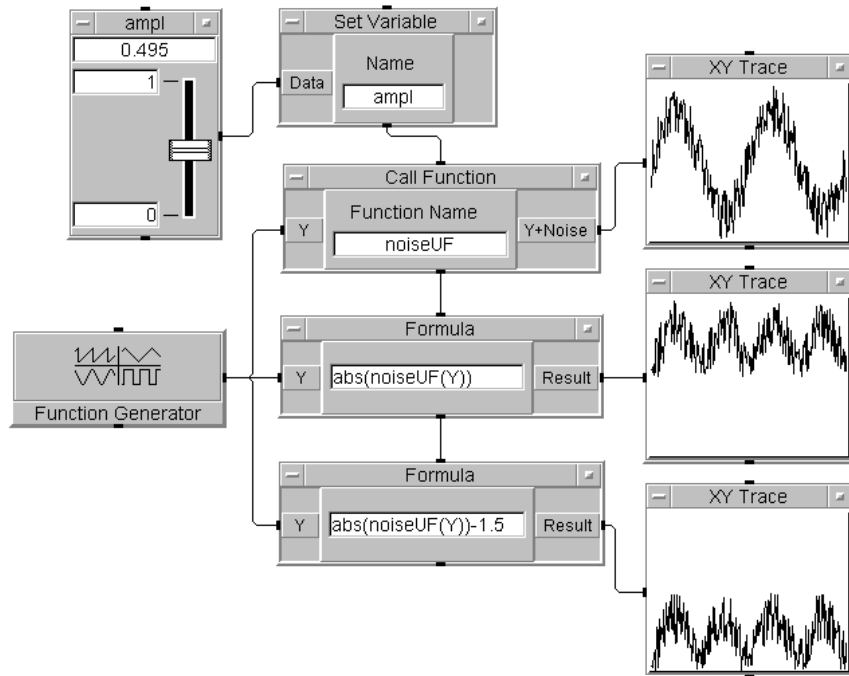 ampl
0.495
1
0
Set Variable
Data
Name
ampl
Call Function
Y
Function Name
noiseUF
Y+Noise
XY Trace
Function Generator
Formula
Y
abs(noiseUF(Y))
Result
XY Trace
Formula
Y
abs(noiseUF(Y))-1.5
Result
XY Trace